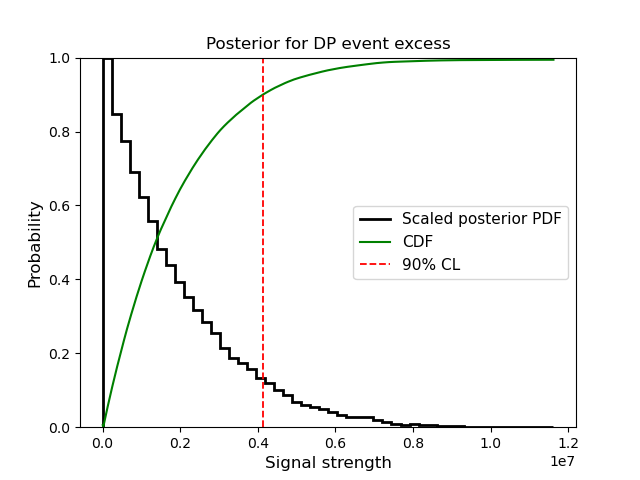 Posterior for DP event excess
Probability
1.0
0.8
0.6
0.4
0.2
0.0
Scaled posterior PDF
CDF
90% CL
0.0 0.2 0.4 0.6 0.8 1.0 1.2
1e7
Signal strength